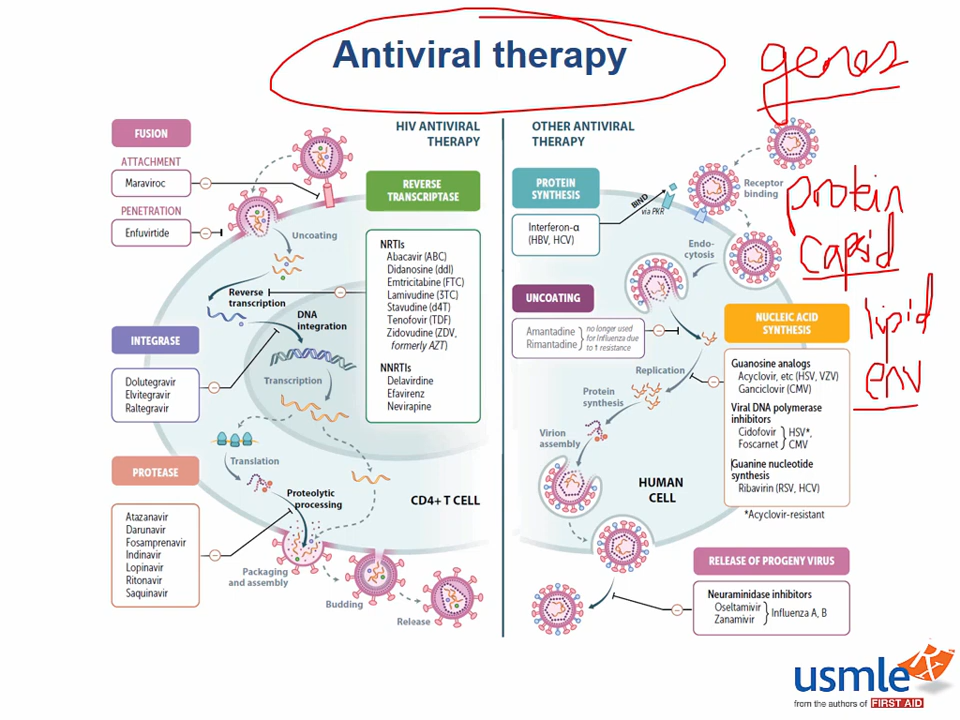 Antiviral therapy
genes
protein
capsid
lipid
env
HIV ANTIVIRAL
THERAPY
OTHER ANTIVIRAL
THERAPY
FUSION
ATTACHMENT
Maraviroc
PENETRATION
Enfuvirtide
Uncoating
Reverse
transcription
DNA
integration
Transcription
Translation
Proteolytic
processing
Packaging
and assembly
Budding
Release
CD4+ T CELL
REVERSE
TRANSCRIPTASE
NRTIs
Abacavir (ABC)
Didanosine (ddI)
Emtricitabine (FTC)
Lamivudine (3TC)
Stavudine (d4T)
Tenofovir (TDF)
Zidovudine (ZDV,
formerly AZT)
NNRTIs
Delavirdine
Efavirenz
Nevirapine
INTEGRASE
Dolutegravir
Elvitegravir
Raltegravir
PROTEASE
Atazanavir
Darunavir
Fosamprenavir
Indinavir
Lopinavir
Ritonavir
Saquinavir
PROTEIN
SYNTHESIS
Interferon-α
(HBV, HCV)
BIND
via PKR
Receptor
binding
Endo-
cytosis
UNCOATING
Amantadine
Rimantadine
no longer used
for Influenza due
to ↑ resistance
NUCLEIC ACID
SYNTHESIS
Guanosine analogs
Acyclovir, etc (HSV, VZV)
Ganciclovir (CMV)
Viral DNA polymerase
inhibitors
Cidofovir
Foscarnet
HSV*,
CMV
Guanine nucleotide
synthesis
Ribavirin (RSV, HCV)
*Acyclovir-resistant
Replication
Protein
synthesis
Virion
assembly
HUMAN
CELL
RELEASE OF PROGENY VIRUS
Neuraminidase inhibitors
Oseltamivir
Zanamivir
Influenza A, B
usmle Rx
from the authors of FIRST AID